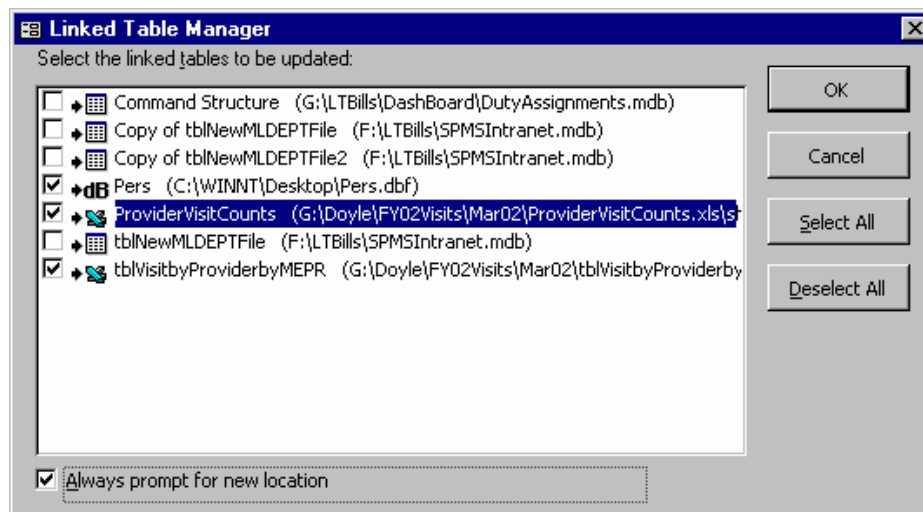 Linked Table Manager
Select the linked tables to be updated:
Command Structure (G:\LTBills\DashBoard\DutyAssignments.mdb)
Copy of tblNewMLDEPTFile (F:\LTBills\SPMSIntranet.mdb)
Copy of tblNewMLDEPTFile2 (F:\LTBills\SPMSIntranet.mdb)
dB Pers (C:\WINNT\Desktop\Pers.dbf)
ProviderVisitCounts (G:\Doyle\FY02Visits\Mar02\ProviderVisitCounts.xls\s
tblNewMLDEPTFile (F:\LTBills\SPMSIntranet.mdb)
tblVisitbyProviderbyMEPR (G:\Doyle\FY02Visits\Mar02\tblVisitbyProviderby
OK
Cancel
Select All
Deselect All
Always prompt for new location